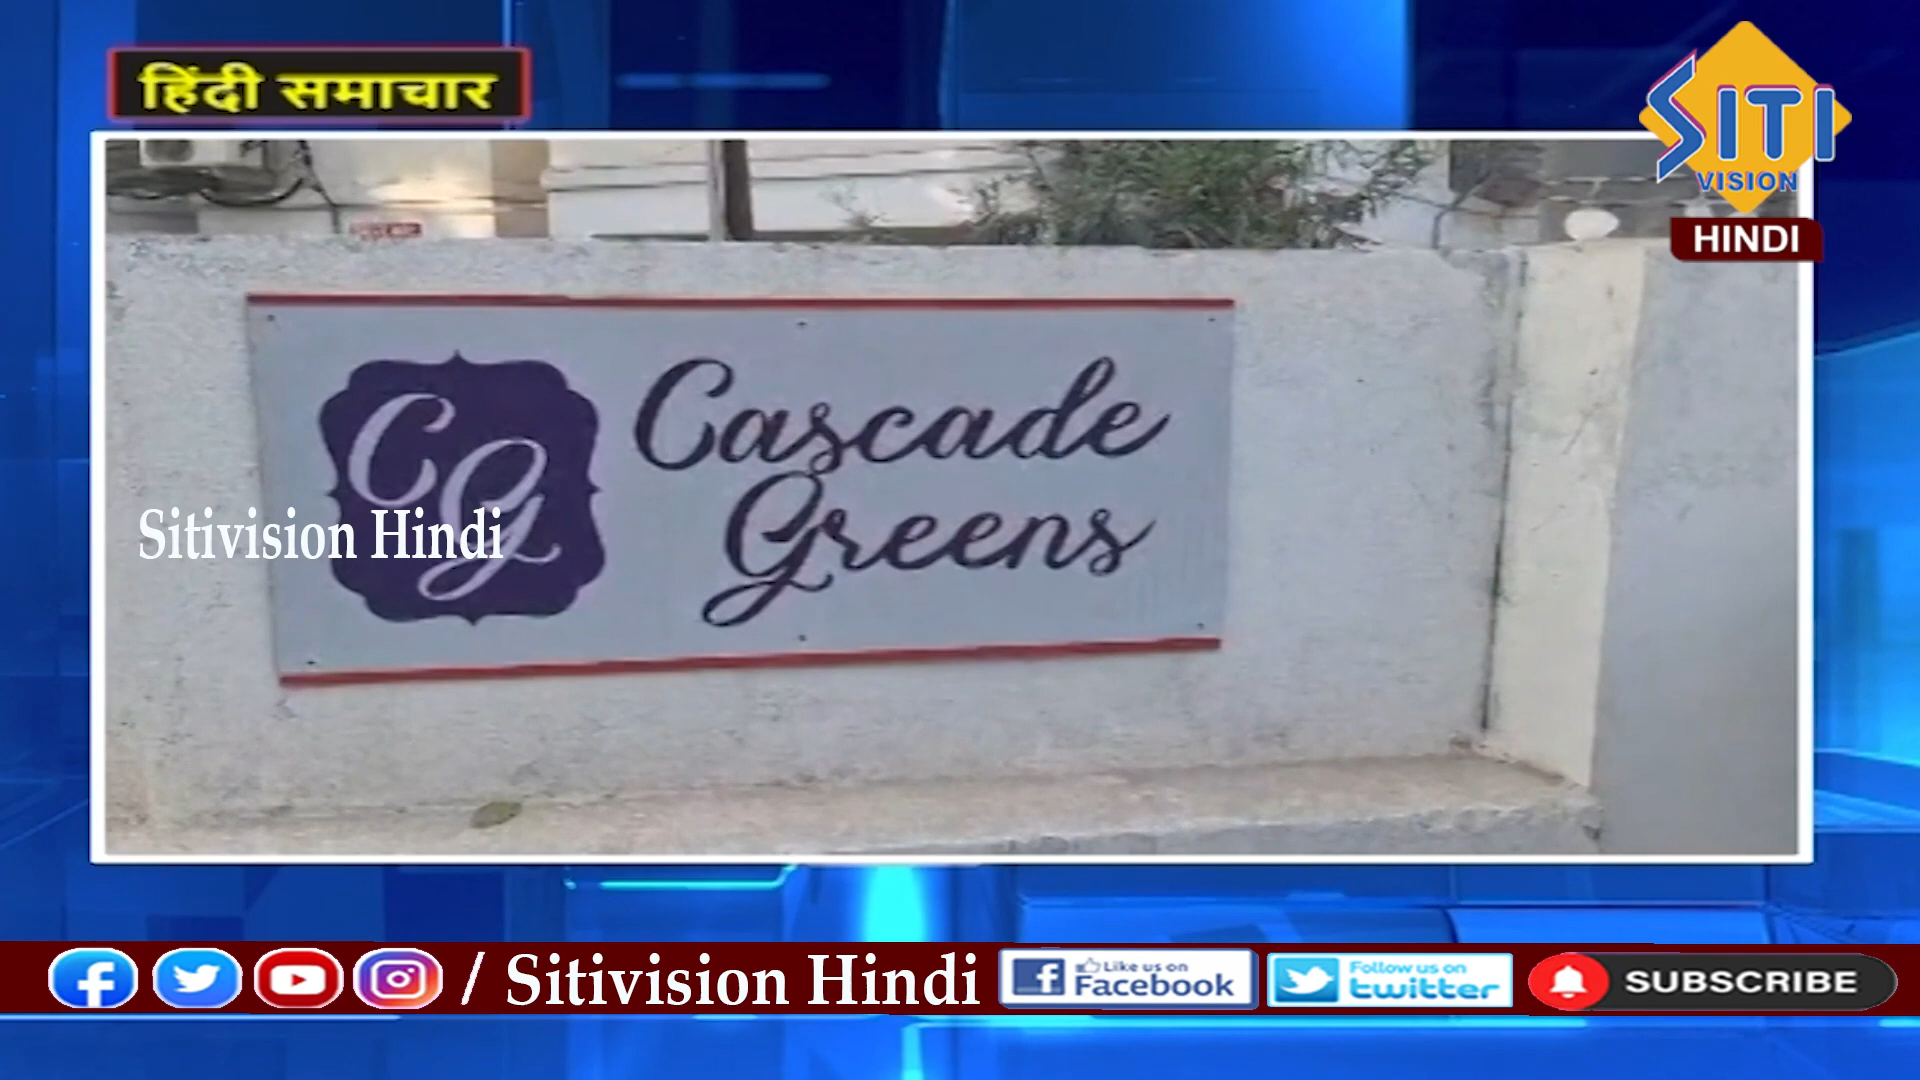 हिंदी समाचार
SITI
VISION
HINDI
CG
Cascade
Greens
Sitivision Hindi
/ Sitivision Hindi
Like us on
Facebook
Follow us on
twitter
SUBSCRIBE